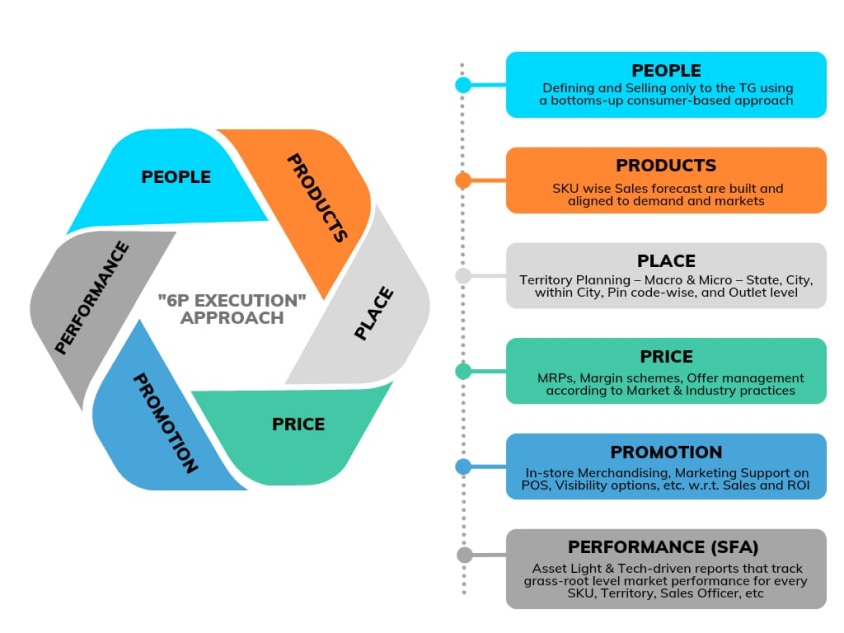 PEOPLE
PRODUCTS
PLACE
PRICE
PROMOTION
PERFORMANCE
"6P EXECUTION"
APPROACH
PEOPLE
Defining and Selling only to the TG using
a bottoms-up consumer-based approach
PRODUCTS
SKU wise Sales forecast are built and
aligned to demand and markets
PLACE
Territory Planning – Macro & Micro – State, City,
within City, Pin code-wise, and Outlet level
PRICE
MRPs, Margin schemes, Offer management
according to Market & Industry practices
PROMOTION
In-store Merchandising, Marketing Support on
POS, Visibility options, etc. w.r.t. Sales and ROI
PERFORMANCE (SFA)
Asset Light & Tech-driven reports that track
grass-root level market performance for every
SKU, Territory, Sales Officer, etc